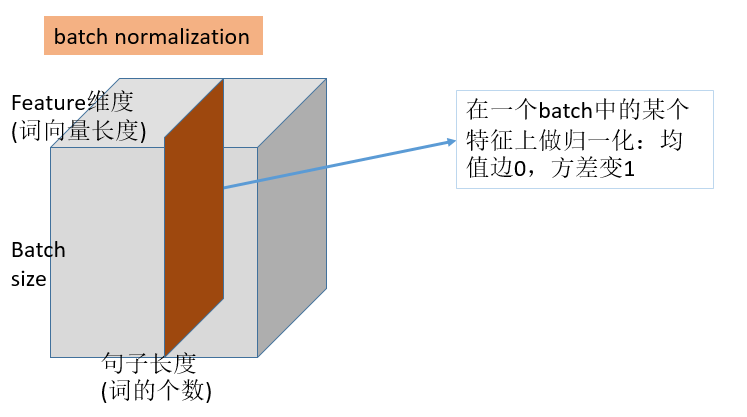 batch normalization
Feature维度
(词向量长度)
在一个batch中的某个
特征上做归一化：均
值边0，方差变1
Batch
size
句子长度
(词的个数)